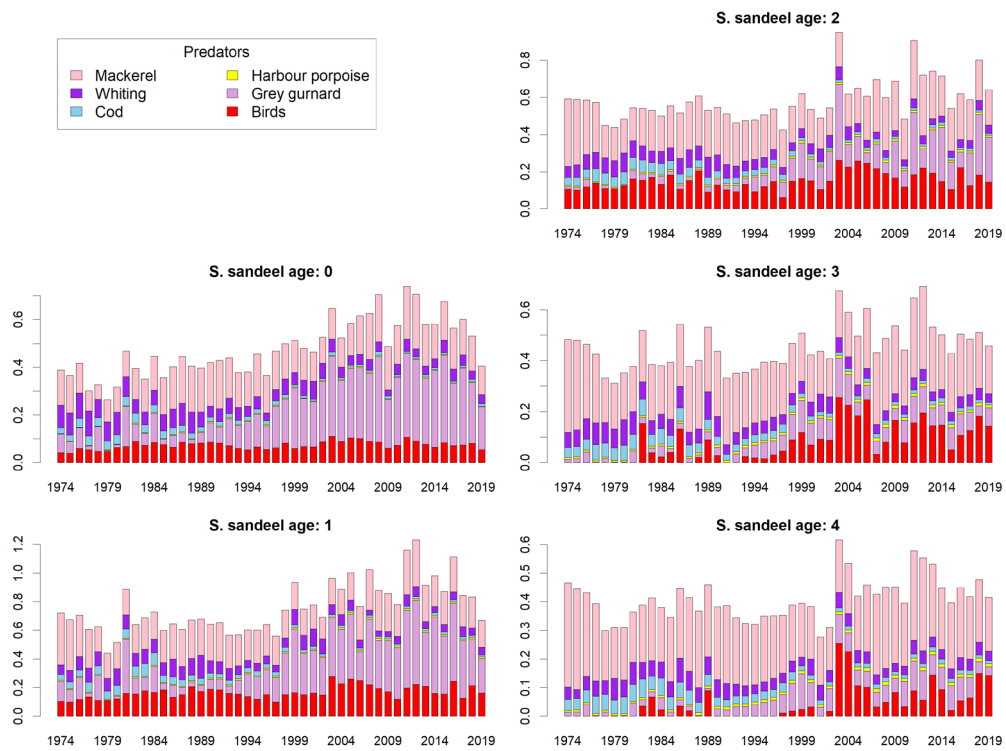 Predators
Mackerel Harbour porpoise
Whiting Grey gurnard
Cod Birds
S. sandeel age: 2
0.0 0.2 0.4 0.6 0.8
1974 1979 1984 1989 1994 1999 2004 2009 2014 2019
S. sandeel age: 0
0.0 0.2 0.4 0.6
1974 1979 1984 1989 1994 1999 2004 2009 2014 2019
S. sandeel age: 3
0.0 0.2 0.4 0.6
1974 1979 1984 1989 1994 1999 2004 2009 2014 2019
S. sandeel age: 1
0.0 0.2 0.4 0.6 0.8 1.0 1.2
1974 1979 1984 1989 1994 1999 2004 2009 2014 2019
S. sandeel age: 4
0.0 0.1 0.2 0.3 0.4 0.5 0.6
1974 1979 1984 1989 1994 1999 2004 2009 2014 2019